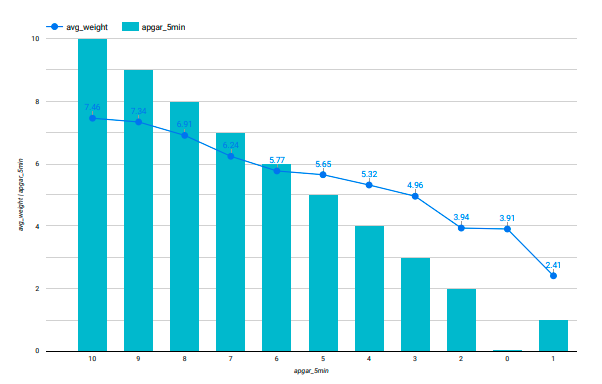 avg_weight apgar_5min
10
8
6
4
2
0
avg_weight / apgar_5min
7.46 7.34 6.91 6.24 5.77 5.65 5.32 4.96 3.94 3.91 2.41
10 9 8 7 6 5 4 3 2 0 1
apgar_5min